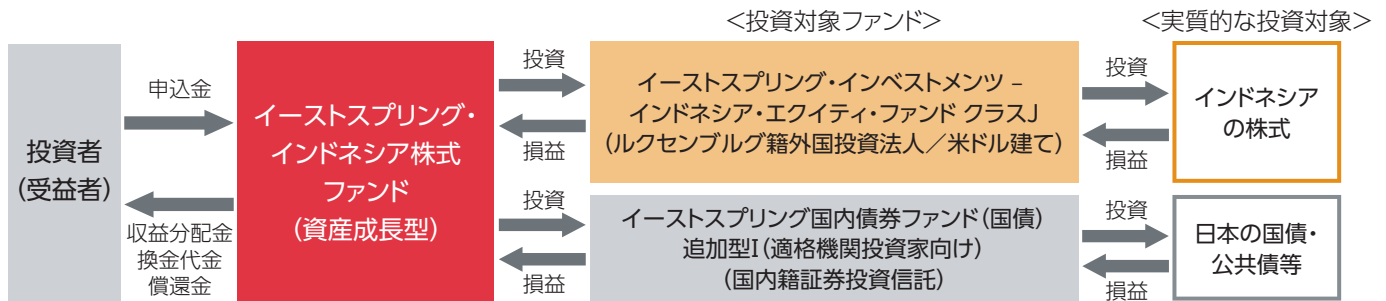 <投資対象ファンド>
<実質的な投資対象>
投資者
(受益者)
申込金
収益分配金
換金代金
償還金
イーストスプリング・
インドネシア株式
ファンド
(資産成長型)
投資
損益
投資
損益
イーストスプリング・インベストメンツ –
インドネシア・エクイティ・ファンド クラスJ
(ルクセンブルグ籍外国投資法人/米ドル建て)
イーストスプリング国内債券ファンド(国債)
追加型I(適格機関投資家向け)
(国内籍証券投資信託)
投資
損益
投資
損益
インドネシア
の株式
日本の国債・
公共債等